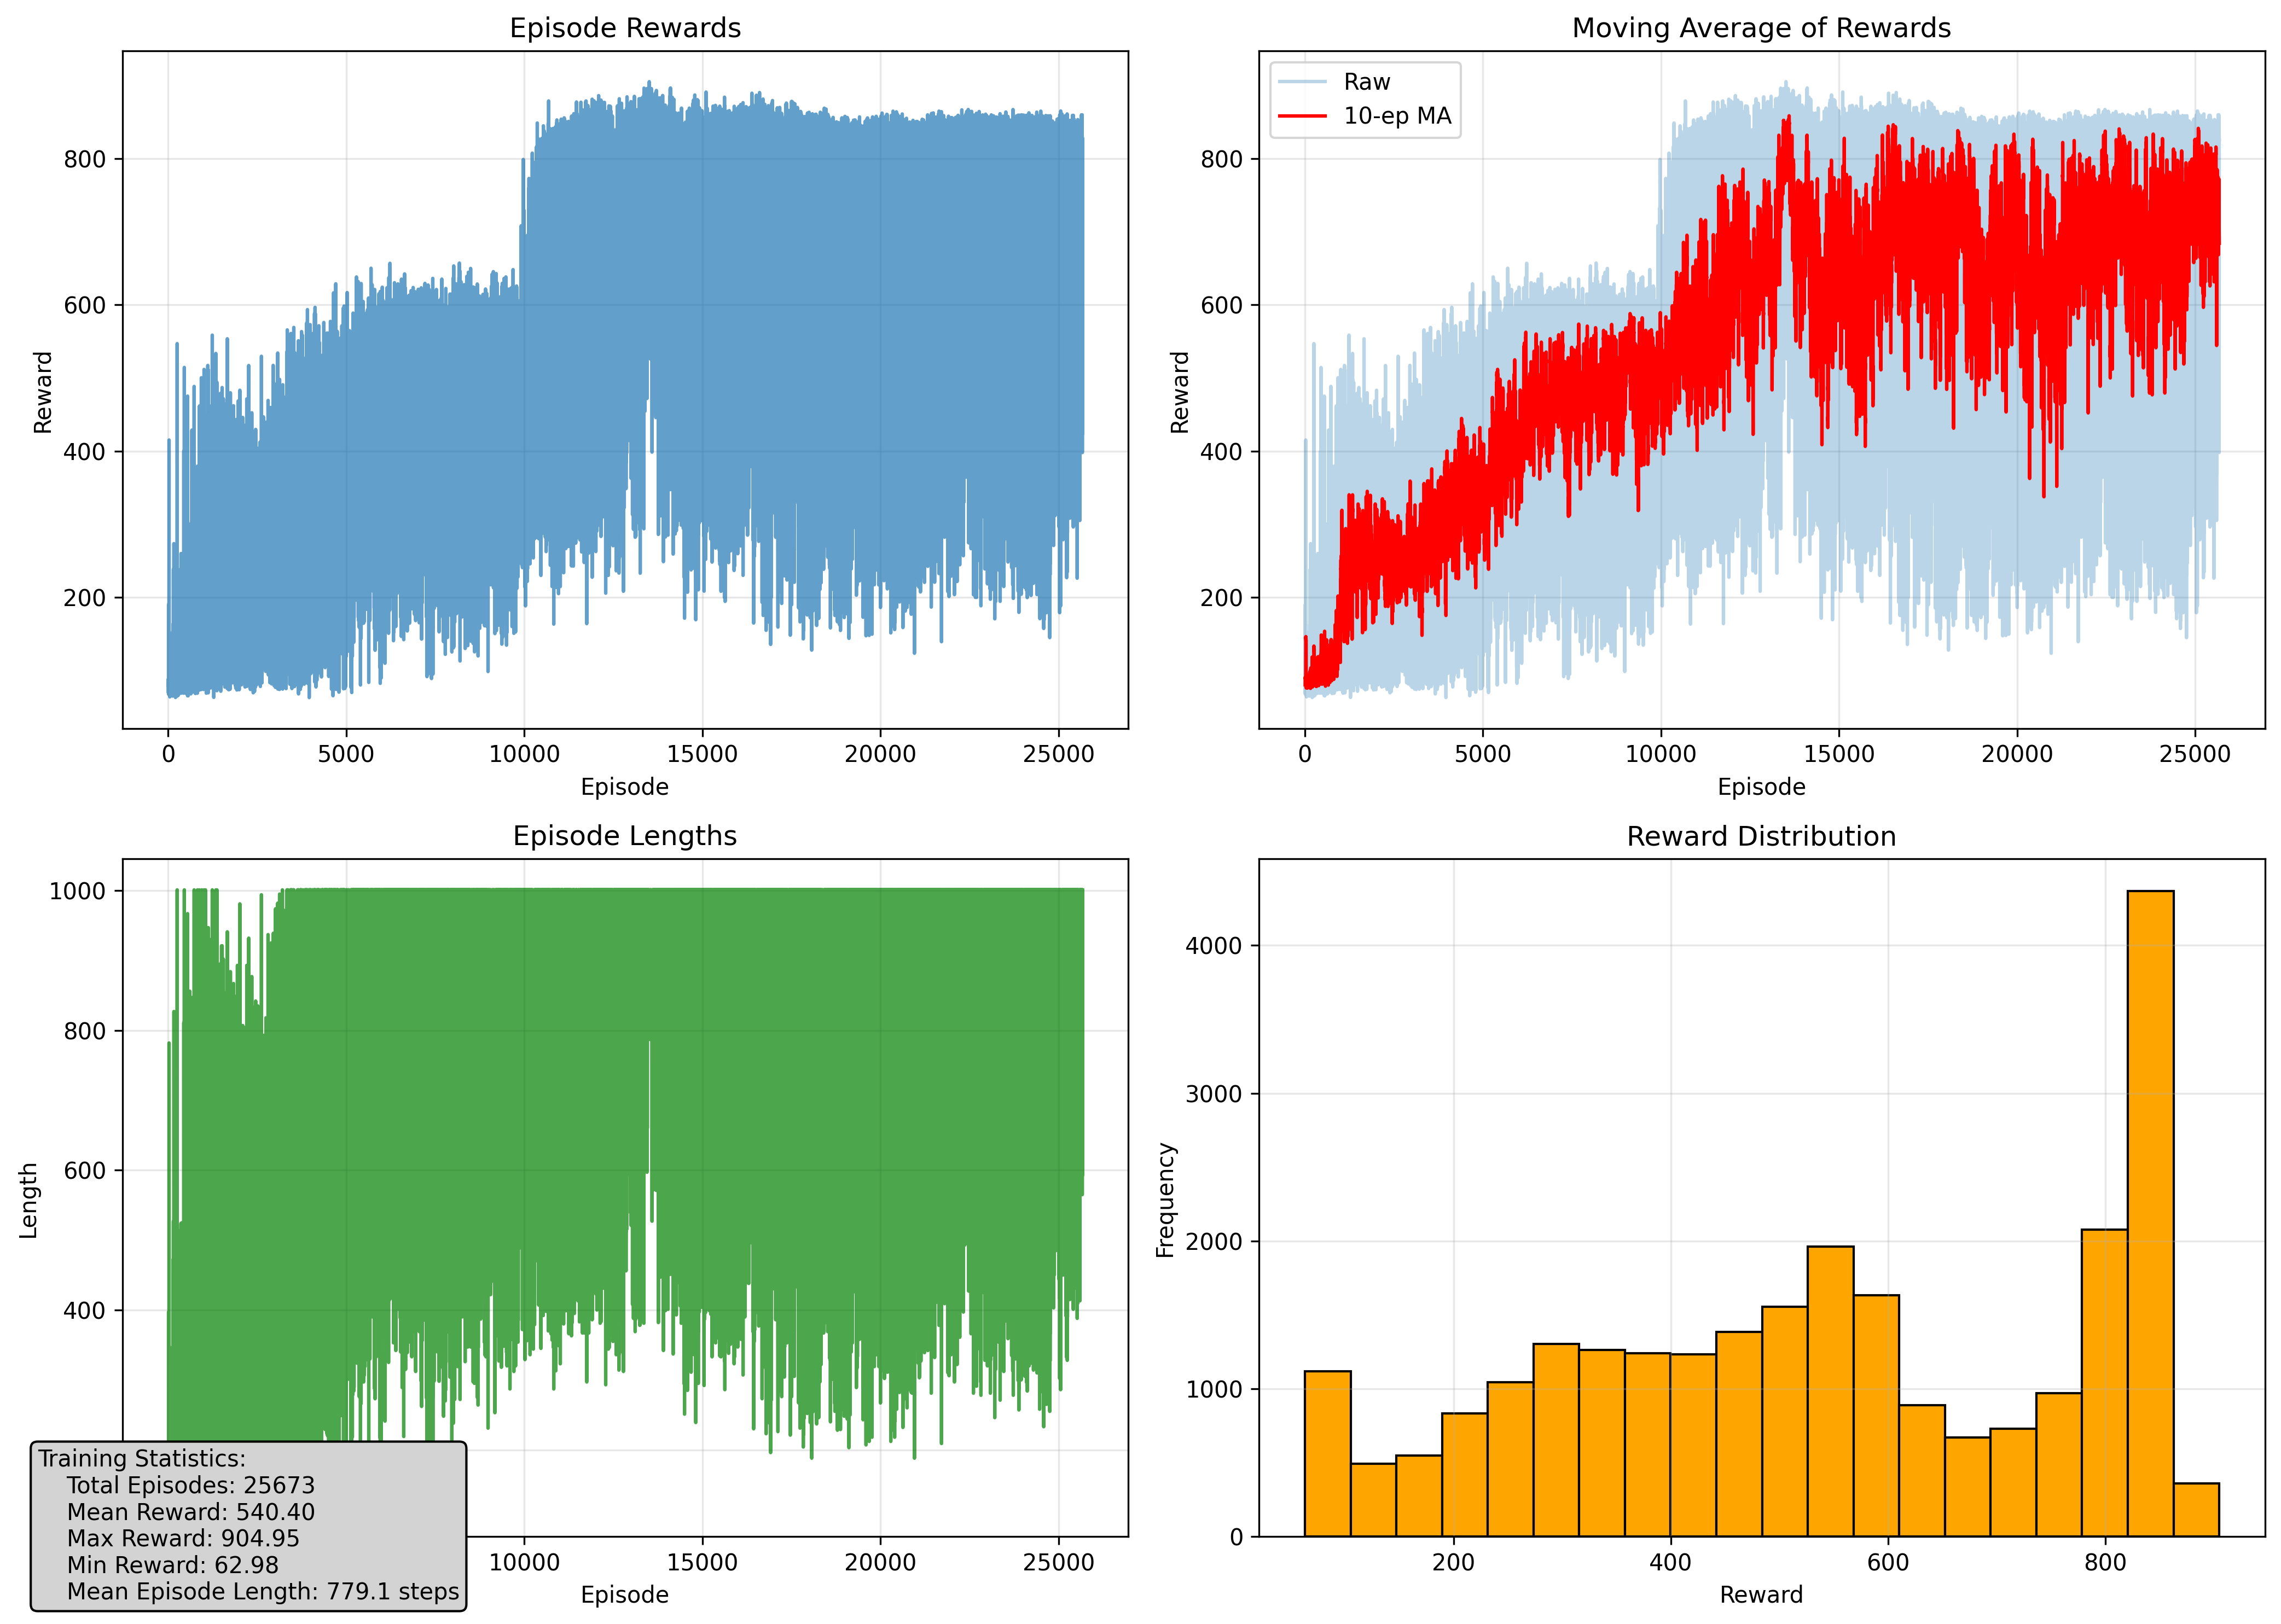 Episode Rewards
Reward
800
600
400
200
0
5000
10000
15000
20000
25000
Episode
Moving Average of Rewards
Raw
10-ep MA
Reward
800
600
400
200
0
5000
10000
15000
20000
25000
Episode
Episode Lengths
Length
1000
800
600
400
10000
15000
20000
25000
Episode
Training Statistics:
Total Episodes: 25673
Mean Reward: 540.40
Max Reward: 904.95
Min Reward: 62.98
Mean Episode Length: 779.1 steps
Reward Distribution
Frequency
4000
3000
2000
1000
0
200
400
600
800
Reward